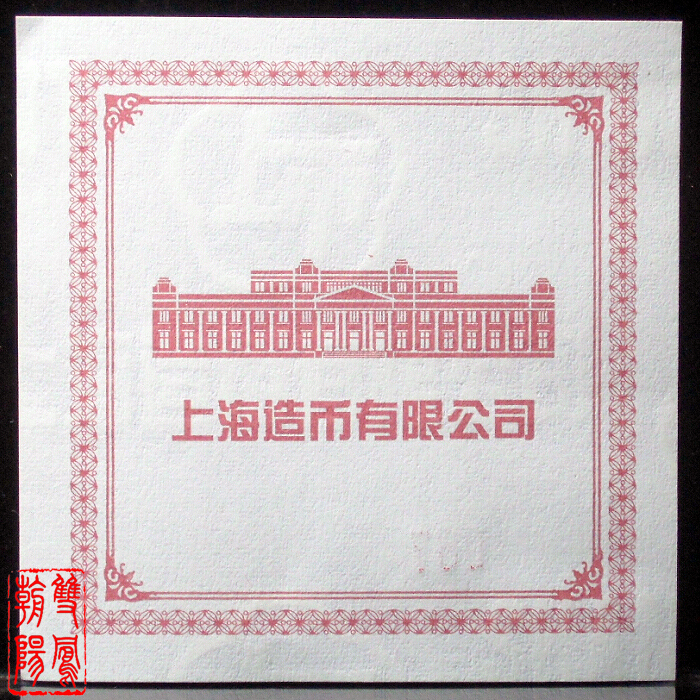 上海造币有限公司
雙鳳
朝陽